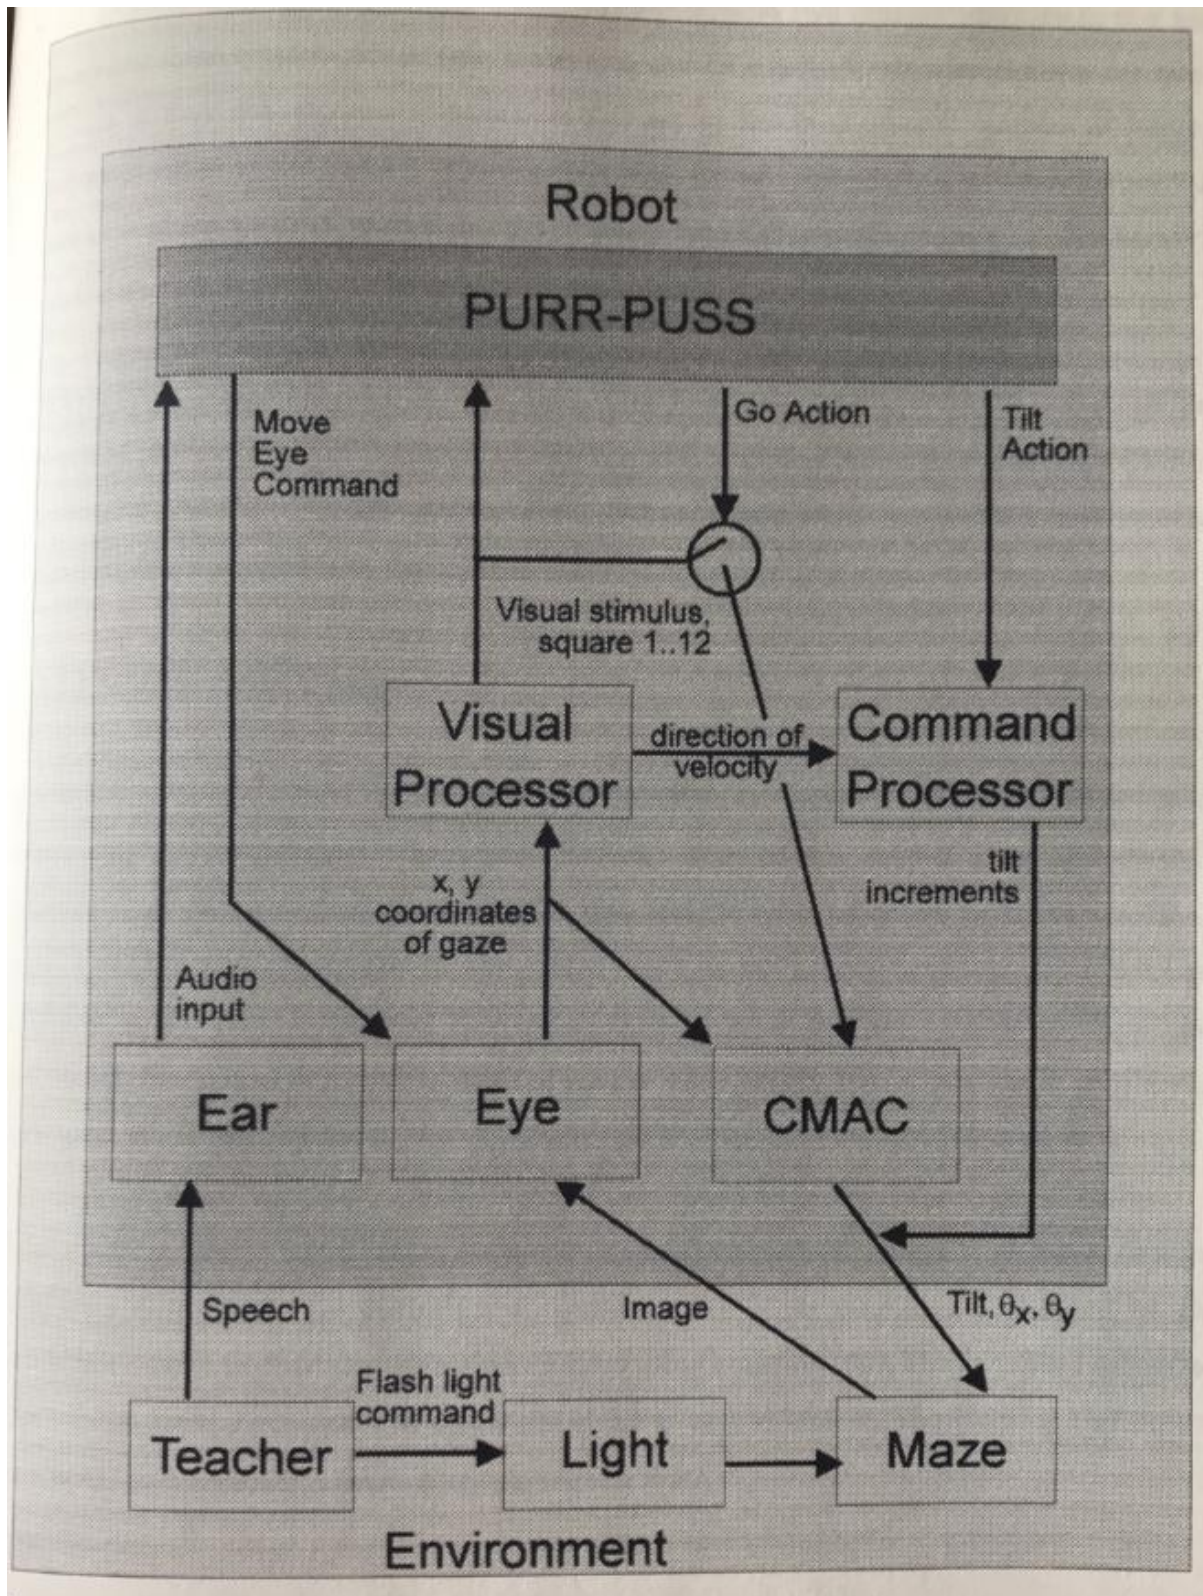 Robot
PURR-PUSS
Move
Eye
Command
Go Action
Tilt
Action
Visual stimulus,
square 1..12
Visual
Processor
direction of
velocity
Command
Processor
x, y
coordinates
of gaze
tilt
increments
Audio
input
Ear
Eye
CMAC
Speech
Image
Tilt, θx, θy
Flash light
command
Teacher
Light
Maze
Environment